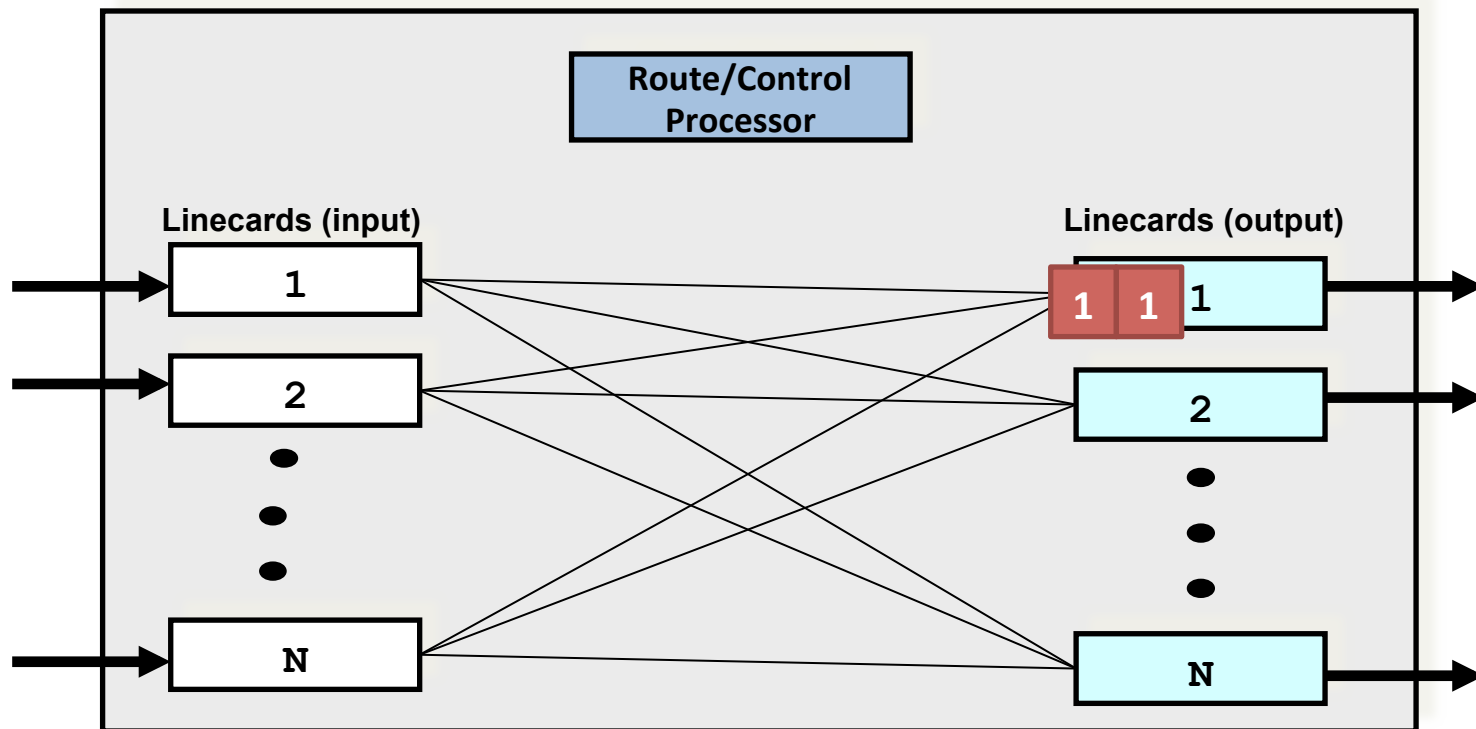 Route/Control
Processor
Linecards (input)
Linecards (output)
1
1 1 1
2
2
N
N